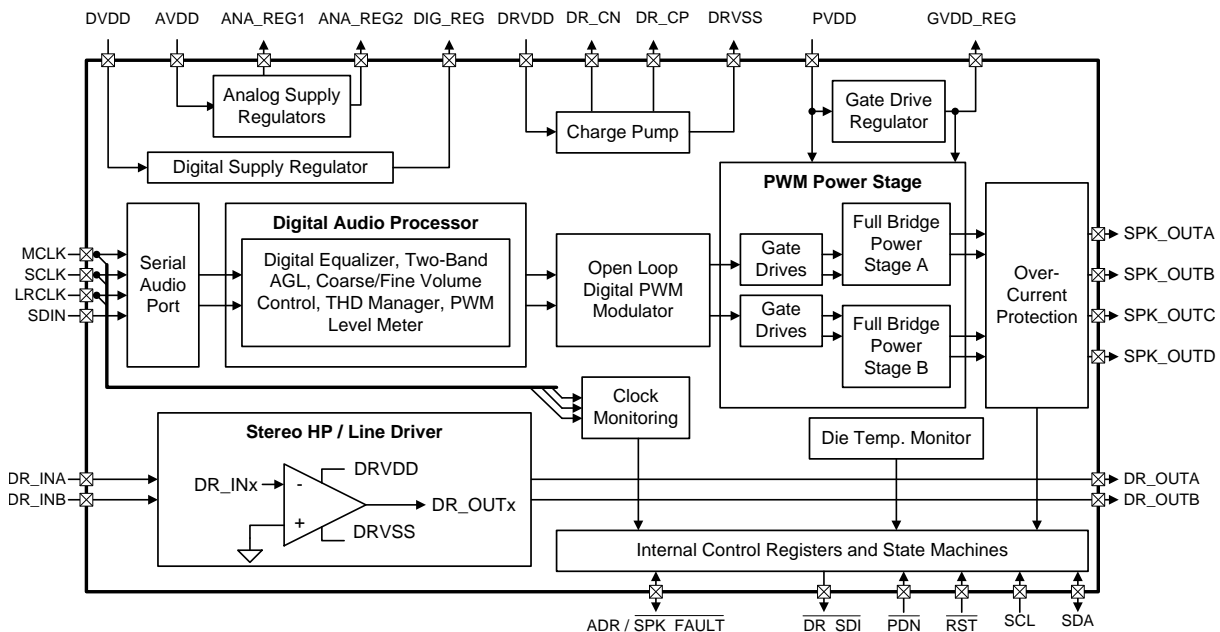 DVDD AVDD ANA_REG1 ANA_REG2 DIG_REG DRVDD DR_CN DR_CP DRVSS PVDD GVDD_REG
Analog Supply
Regulators
Charge Pump
Gate Drive
Regulator
Digital Supply Regulator
MCLK
SCLK
LRCLK
SDIN
Serial
Audio
Port
Digital Audio Processor
Digital Equalizer, Two-Band
AGL, Coarse/Fine Volume
Control, THD Manager, PWM
Level Meter
Open Loop
Digital PWM
Modulator
PWM Power Stage
Gate
Drives
Full Bridge
Power
Stage A
Gate
Drives
Full Bridge
Power
Stage B
Over-
Current
Protection
SPK_OUTA
SPK_OUTB
SPK_OUTC
SPK_OUTD
Clock
Monitoring
Die Temp. Monitor
Stereo HP / Line Driver
DR_INA
DR_INB
DR_INx
-
+
DRVDD
DRVSS
DR_OUTx
DR_OUTA
DR_OUTB
Internal Control Registers and State Machines
ADR / SPK_FAULT DR_SDI PDN RST SCL SDA